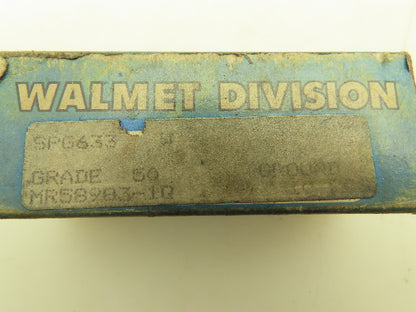 WALMET DIVISION
SPG633
GRADE 50 GROUND
MR58983-10